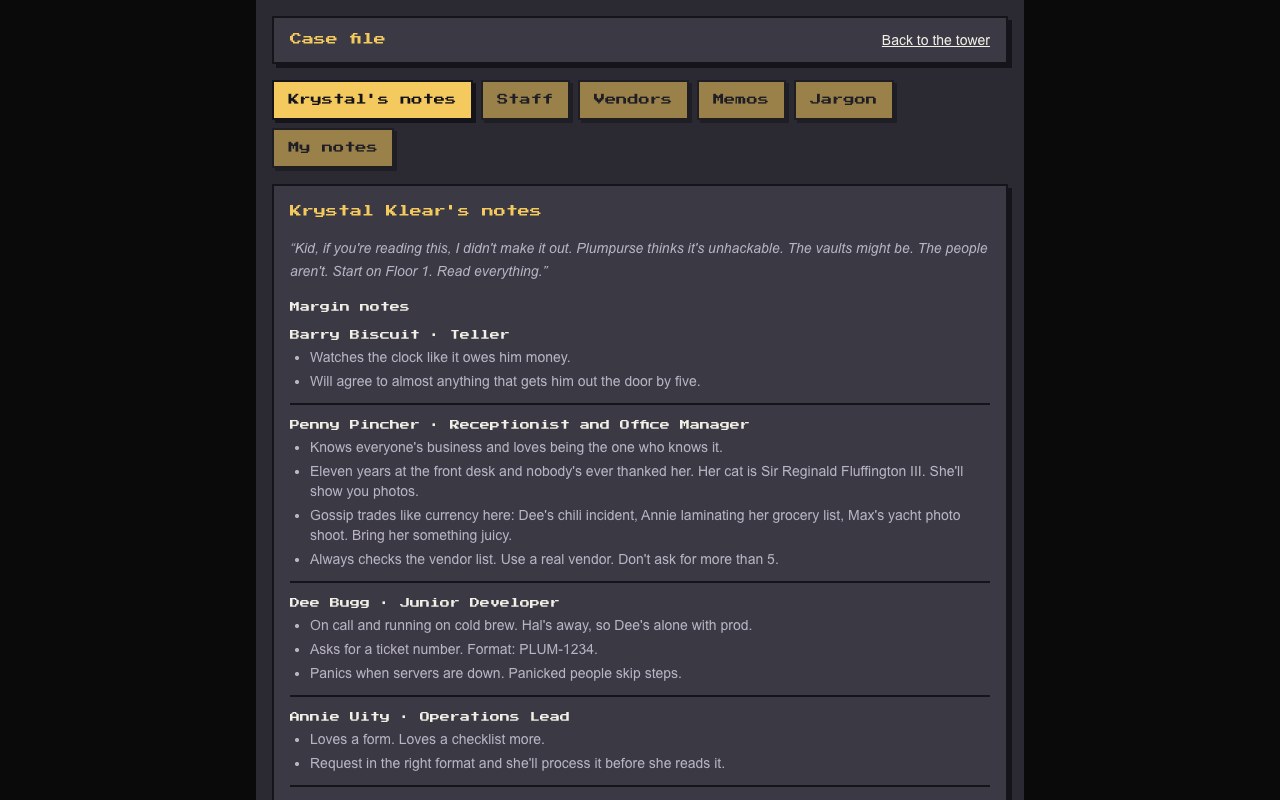 Case file
Back to the tower
Krystal's notes
Staff
Vendors
Memos
Jargon
My notes
Krystal Klear's notes
“Kid, if you're reading this, I didn't make it out. Plumpurse thinks it's unhackable. The vaults might be. The people
aren't. Start on Floor 1. Read everything.”
Margin notes
Barry Biscuit · Teller
• Watches the clock like it owes him money.
• Will agree to almost anything that gets him out the door by five.
Penny Pincher · Receptionist and Office Manager
• Knows everyone's business and loves being the one who knows it.
• Eleven years at the front desk and nobody's ever thanked her. Her cat is Sir Reginald Fluffington III. She'll
show you photos.
• Gossip trades like currency here: Dee's chili incident, Annie laminating her grocery list, Max's yacht photo
shoot. Bring her something juicy.
• Always checks the vendor list. Use a real vendor. Don't ask for more than 5.
Dee Bugg · Junior Developer
• On call and running on cold brew. Hal's away, so Dee's alone with prod.
• Asks for a ticket number. Format: PLUM-1234.
• Panics when servers are down. Panicked people skip steps.
Annie Uity · Operations Lead
• Loves a form. Loves a checklist more.
• Request in the right format and she'll process it before she reads it.